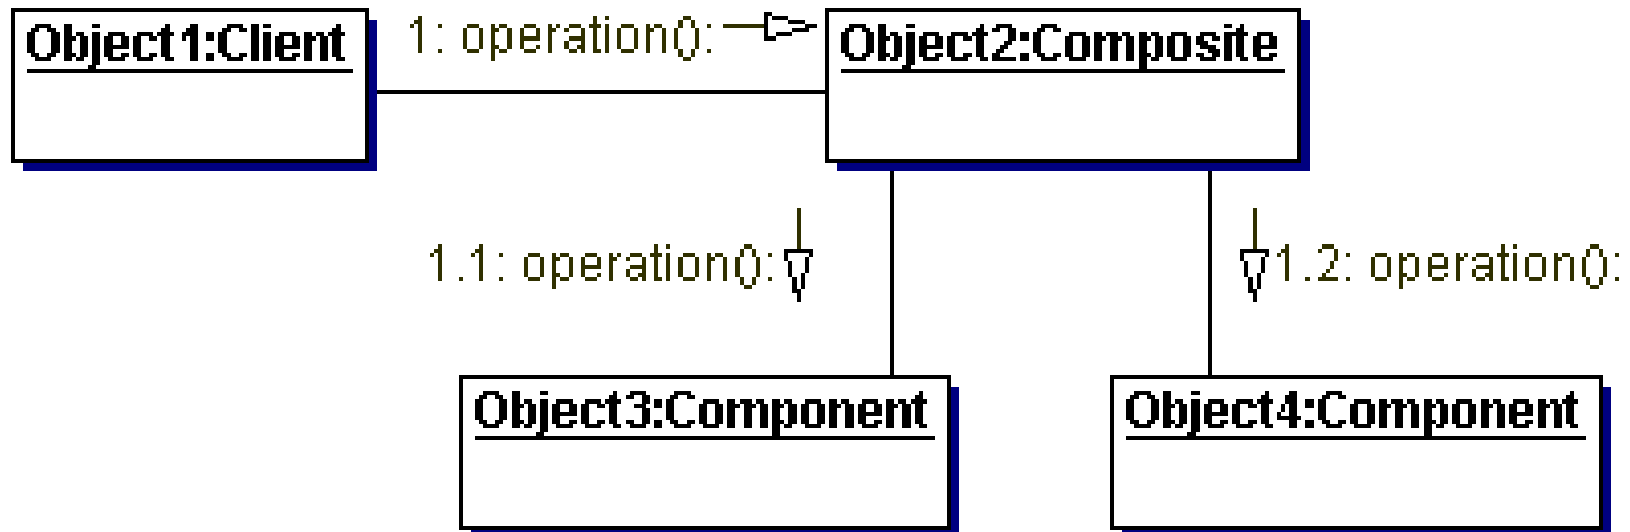 Object1:Client
1: operation():
Object2:Composite
1.1: operation():
1.2: operation():
Object3:Component
Object4:Component